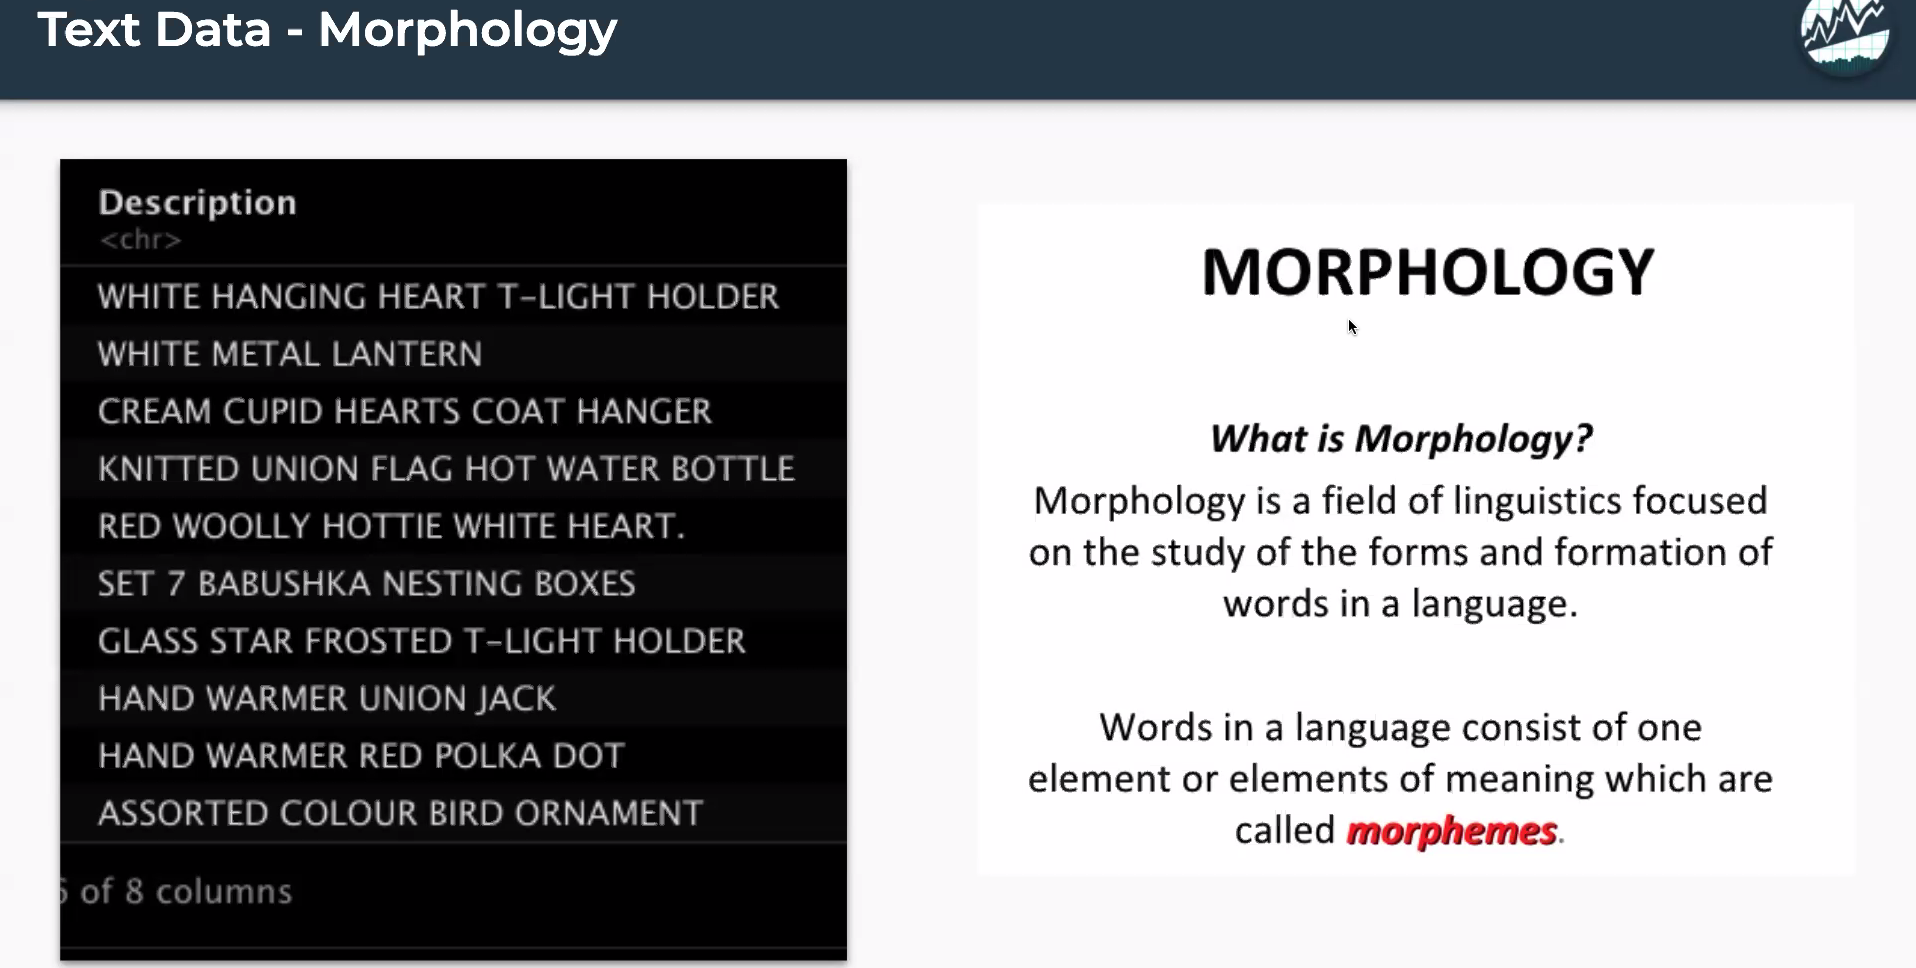 Text Data - Morphology
Description
<chr>
WHITE HANGING HEART T-LIGHT HOLDER
WHITE METAL LANTERN
CREAM CUPID HEARTS COAT HANGER
KNITTED UNION FLAG HOT WATER BOTTLE
RED WOOLLY HOTTIE WHITE HEART.
SET 7 BABUSHKA NESTING BOXES
GLASS STAR FROSTED T-LIGHT HOLDER
HAND WARMER UNION JACK
HAND WARMER RED POLKA DOT
ASSORTED COLOUR BIRD ORNAMENT
of 8 columns
MORPHOLOGY
What is Morphology?
Morphology is a field of linguistics focused
on the study of the forms and formation of
words in a language.
Words in a language consist of one
element or elements of meaning which are
called morphemes.